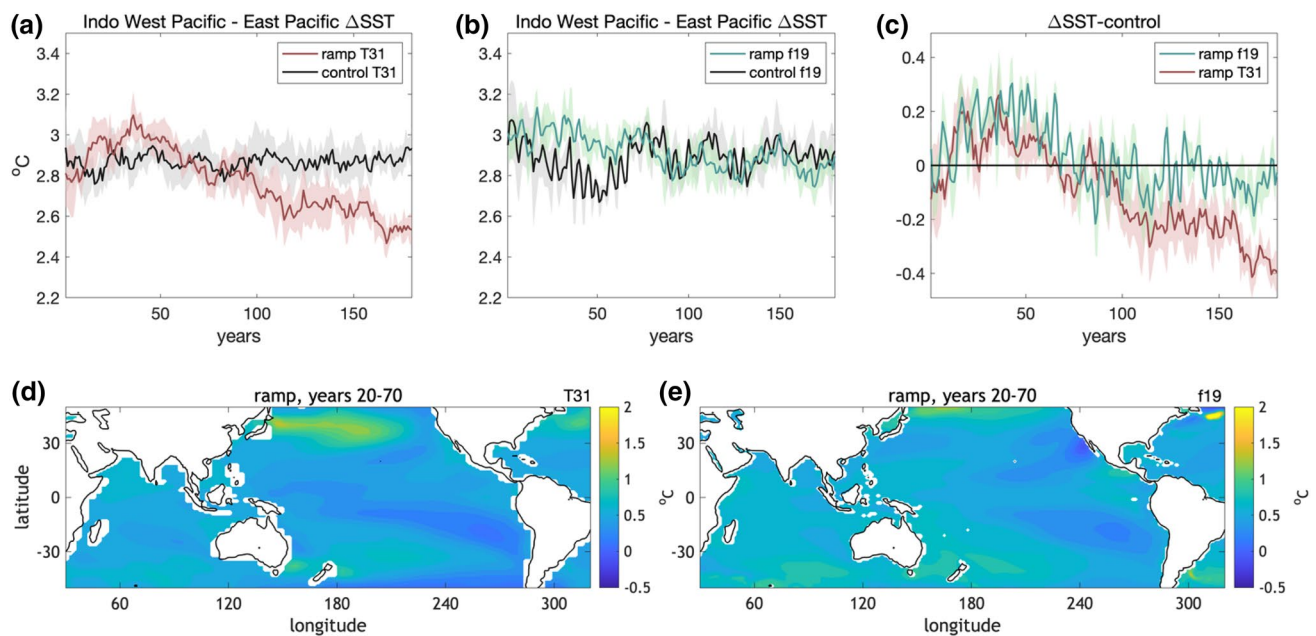 (a) Indo West Pacific - East Pacific ΔSST
ramp T31
control T31
3.4
3.2
3
2.8
2.6
2.4
2.2
°C
50 100 150
years
(b) Indo West Pacific - East Pacific ΔSST
ramp f19
control f19
3.4
3.2
3
2.8
2.6
2.4
2.2
50 100 150
years
(c) ΔSST-control
ramp f19
ramp T31
0.4
0.2
0
-0.2
-0.4
50 100 150
years
(d) ramp, years 20-70 T31
30
0
-30
latitude
60 120 180 240 300
longitude
2
1.5
1
0.5
0
-0.5
°C
(e) ramp, years 20-70 f19
30
0
-30
60 120 180 240 300
longitude
2
1.5
1
0.5
0
-0.5
°C